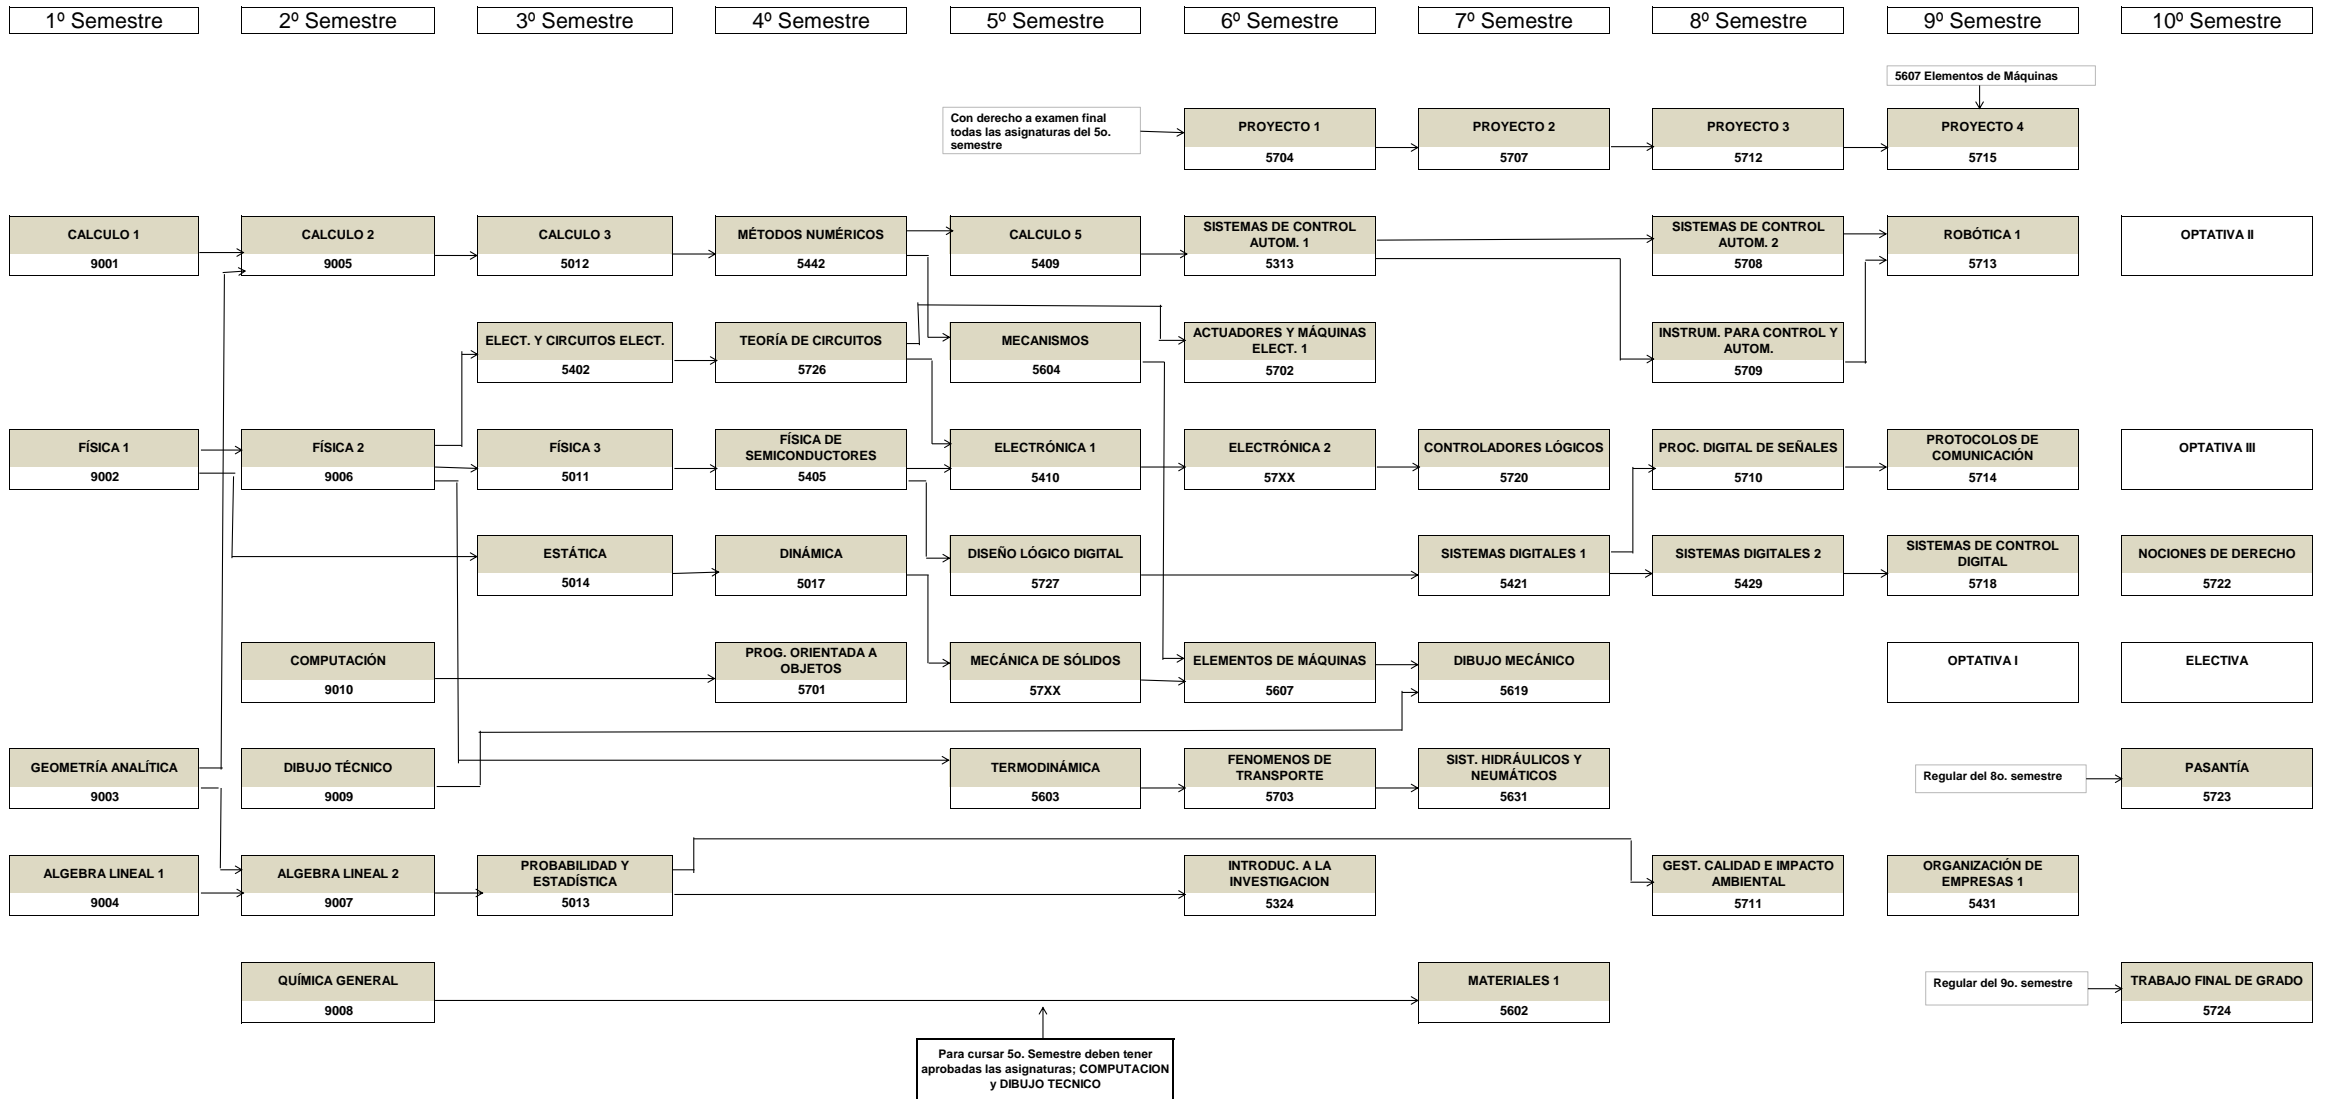 1º Semestre
2º Semestre
3º Semestre
4º Semestre
5º Semestre
6º Semestre
7º Semestre
8º Semestre
9º Semestre
10º Semestre
5607 Elementos de Máquinas
Con derecho a examen final
todas las asignaturas del 5o.
semestre
PROYECTO 1
5704
PROYECTO 2
5707
PROYECTO 3
5712
PROYECTO 4
5715
CALCULO 1
9001
CALCULO 2
9005
CALCULO 3
5012
MÉTODOS NUMÉRICOS
5442
CALCULO 5
5409
SISTEMAS DE CONTROL
AUTOM. 1
5313
SISTEMAS DE CONTROL
AUTOM. 2
5708
ROBÓTICA 1
5713
OPTATIVA II
ELECT. Y CIRCUITOS ELECT.
5402
TEORÍA DE CIRCUITOS
5726
MECANISMOS
5604
ACTUADORES Y MÁQUINAS
ELECT. 1
5702
INSTRUM. PARA CONTROL Y
AUTOM.
5709
FÍSICA 1
9002
FÍSICA 2
9006
FÍSICA 3
5011
FÍSICA DE
SEMICONDUCTORES
5405
ELECTRÓNICA 1
5410
ELECTRÓNICA 2
57XX
CONTROLADORES LÓGICOS
5720
PROC. DIGITAL DE SEÑALES
5710
PROTOCOLOS DE
COMUNICACIÓN
5714
OPTATIVA III
ESTÁTICA
5014
DINÁMICA
5017
DISEÑO LÓGICO DIGITAL
5727
SISTEMAS DIGITALES 1
5421
SISTEMAS DIGITALES 2
5429
SISTEMAS DE CONTROL
DIGITAL
5718
NOCIONES DE DERECHO
5722
COMPUTACIÓN
9010
PROG. ORIENTADA A
OBJETOS
5701
MECÁNICA DE SÓLIDOS
57XX
ELEMENTOS DE MÁQUINAS
5607
DIBUJO MECÁNICO
5619
OPTATIVA I
ELECTIVA
GEOMETRÍA ANALÍTICA
9003
DIBUJO TÉCNICO
9009
TERMODINÁMICA
5603
FENOMENOS DE
TRANSPORTE
5703
SIST. HIDRÁULICOS Y
NEUMÁTICOS
5631
Regular del 8o. semestre
PASANTÍA
5723
ALGEBRA LINEAL 1
9004
ALGEBRA LINEAL 2
9007
PROBABILIDAD Y
ESTADÍSTICA
5013
INTRODUC. A LA
INVESTIGACION
5324
GEST. CALIDAD E IMPACTO
AMBIENTAL
5711
ORGANIZACIÓN DE
EMPRESAS 1
5431
QUÍMICA GENERAL
9008
MATERIALES 1
5602
Regular del 9o. semestre
TRABAJO FINAL DE GRADO
5724
Para cursar 5o. Semestre deben tener
aprobadas las asignaturas; COMPUTACION
y DIBUJO TECNICO